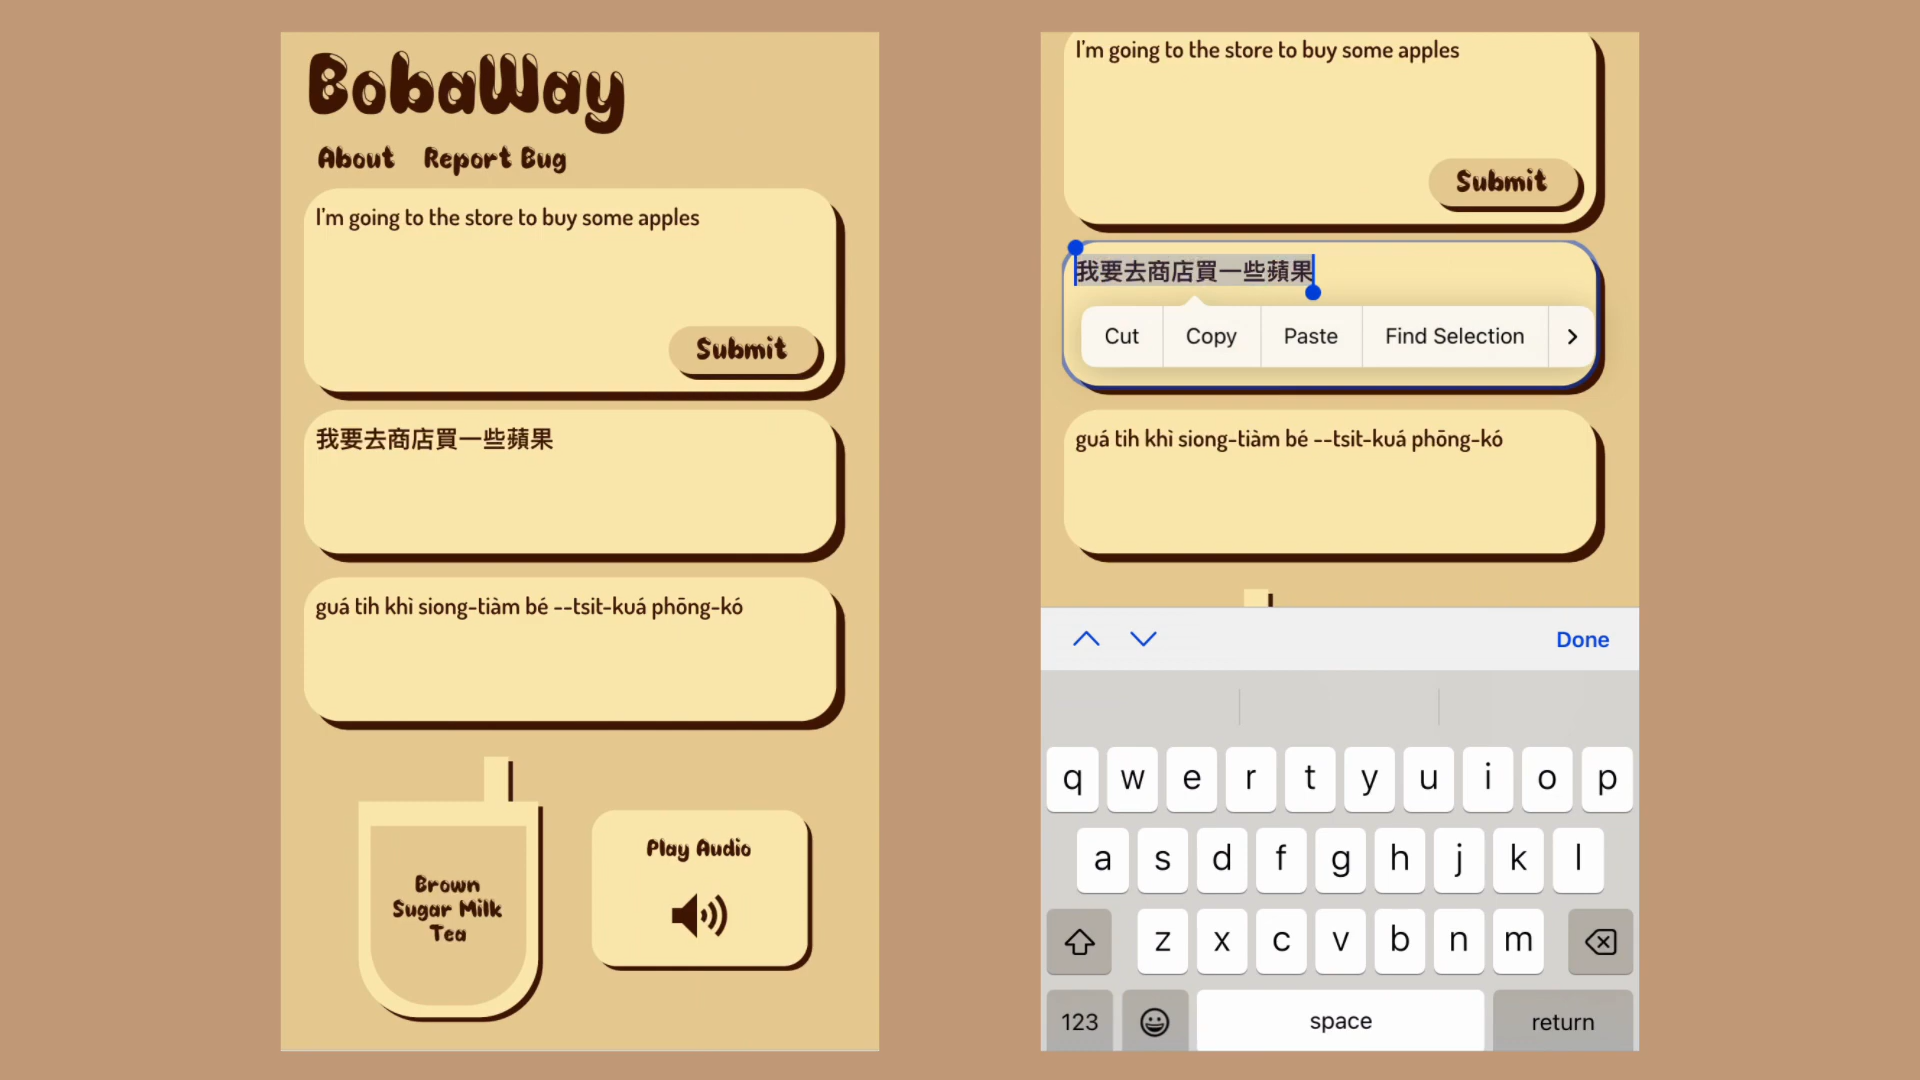 BobaWay
About Report Bug
I'm going to the store to buy some apples
Submit
我要去商店買一些蘋果
guá tih khì siong-tiàm bé --tsit-kuá phōng-kó
Brown
Sugar Milk
Tea
Play Audio
I'm going to the store to buy some apples
Submit
我要去商店買一些蘋果
Cut Copy Paste Find Selection
guá tih khì siong-tiàm bé --tsit-kuá phōng-kó
Done
q w e r t y u i o p
a s d f g h j k l
z x c v b n m
123 space return